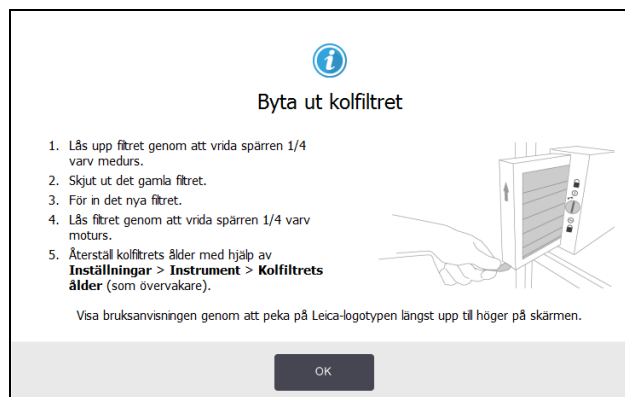 Byta ut kolfiltret
1. Lås upp filtret genom att vrida spärren 1/4
varv medurs.
2. Skjut ut det gamla filtret.
3. För in det nya filtret.
4. Lås filtret genom att vrida spärren 1/4 varv
moturs.
5. Återställ kolfiltrets ålder med hjälp av
Inställningar > Instrument > Kolfiltrets
ålder (som övervakare).
Visa bruksanvisningen genom att peka på Leica-logotypen längst upp till höger på skärmen.
OK